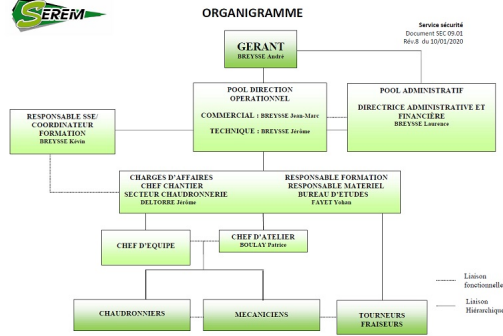 SEREM
ORGANIGRAMME
Service sécurité
Document SEC 09.01
Rév.8 du 10/01/2020
GERANT
BREYSSE André
POOL DIRECTION
OPERATIONNEL
COMMERCIAL : BREYSSE Jean-Marc
TECHNIQUE : BREYSSE Jérôme
POOL ADMINISTRATIF
DIRECTRICE ADMINISTRATIVE ET
FINANCIÈRE
BREYSSE Laurence
RESPONSABLE SSE/
COORDINATEUR
FORMATION
BREYSSE Kévin
CHARGES D'AFFAIRES
CHEF CHANTIER
SECTEUR CHAUDRONNERIE
DELTORRE Jérôme
RESPONSABLE FORMATION
RESPONSABLE MATERIEL
BUREAU D'ETUDES
FAYET Yohan
CHEF D'EQUIPE
CHEF D'ATELIER
BOULAY Patrice
Liaison
fonctionnelle
Liaison
Hiérarchique
CHAUDRONNIERS
MECANICIENS
TOURNEURS
FRAISEURS